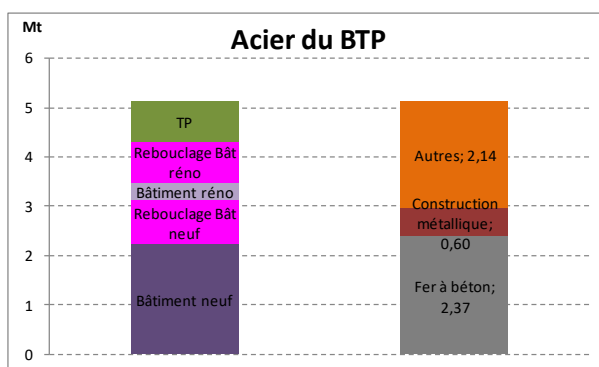 Mt
Acier du BTP
6
5
4
3
2
1
0
TP
Rebouclage Bât
réno
Bâtiment réno
Rebouclage Bât
neuf
Bâtiment neuf
Autres; 2,14
Construction
métallique;
0,60
Fer à béton;
2,37